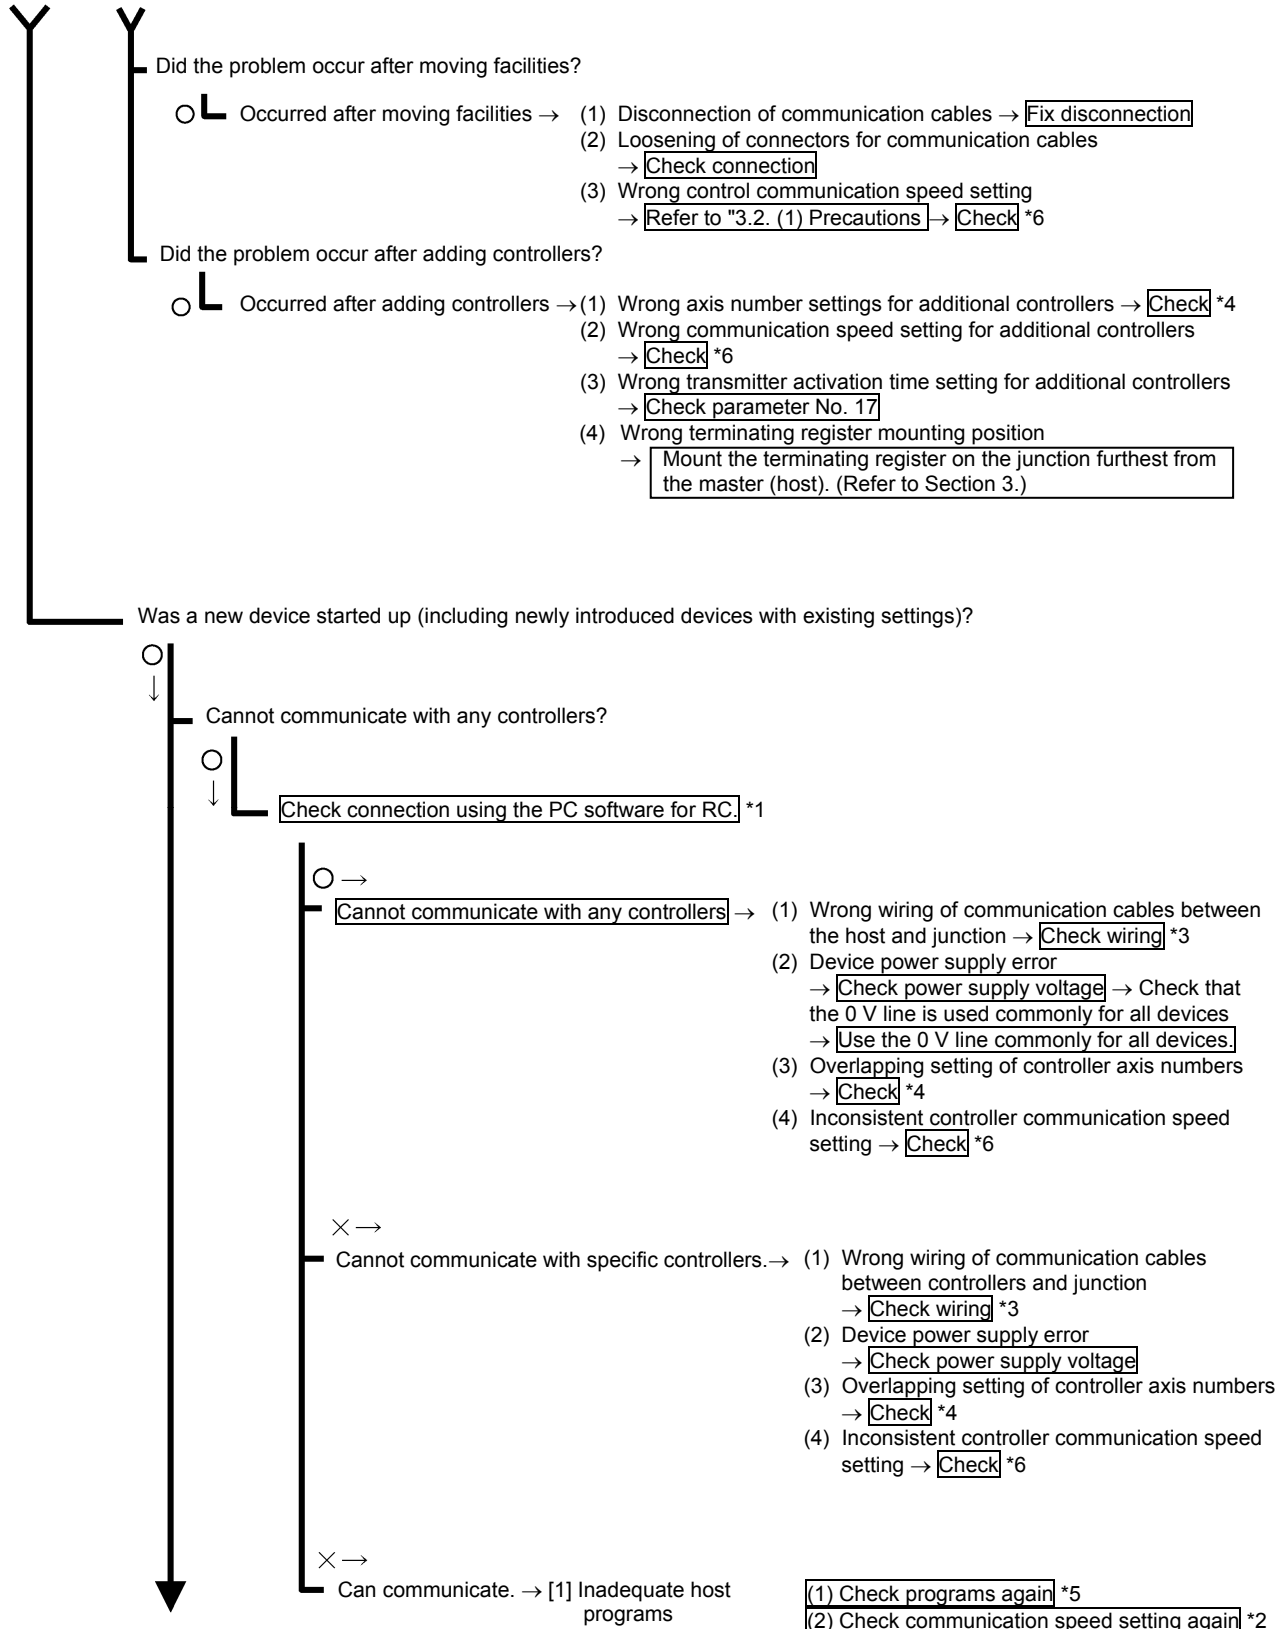 Did the problem occur after moving facilities?
○ Occurred after moving facilities → (1) Disconnection of communication cables → Fix disconnection
(2) Loosening of connectors for communication cables
→ Check connection
(3) Wrong control communication speed setting
→ Refer to "3.2. (1) Precautions → Check *6
Did the problem occur after adding controllers?
○ Occurred after adding controllers → (1) Wrong axis number settings for additional controllers → Check *4
(2) Wrong communication speed setting for additional controllers
→ Check *6
(3) Wrong transmitter activation time setting for additional controllers
→ Check parameter No. 17
(4) Wrong terminating register mounting position
→ Mount the terminating register on the junction furthest from
the master (host). (Refer to Section 3.)
Was a new device started up (including newly introduced devices with existing settings)?
○
↓
Cannot communicate with any controllers?
○
↓
Check connection using the PC software for RC. *1
○ →
Cannot communicate with any controllers → (1) Wrong wiring of communication cables between
the host and junction → Check wiring *3
(2) Device power supply error
→ Check power supply voltage → Check that
the 0 V line is used commonly for all devices
→ Use the 0 V line commonly for all devices.
(3) Overlapping setting of controller axis numbers
→ Check *4
(4) Inconsistent controller communication speed
setting → Check *6
× →
Cannot communicate with specific controllers. → (1) Wrong wiring of communication cables
between controllers and junction
→ Check wiring *3
(2) Device power supply error
→ Check power supply voltage
(3) Overlapping setting of controller axis numbers
→ Check *4
(4) Inconsistent controller communication speed
setting → Check *6
× →
Can communicate. → [1] Inadequate host (1) Check programs again *5
programs (2) Check communication speed setting again *2